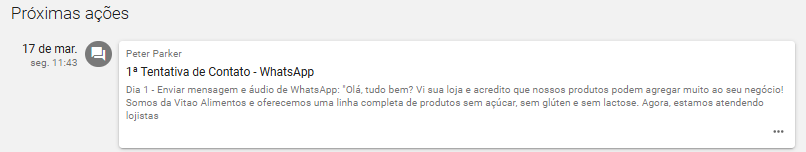 Próximas ações
17 de mar.
seg. 11:43
Peter Parker
1ª Tentativa de Contato - WhatsApp
Dia 1 - Enviar mensagem e áudio de WhatsApp: "Olá, tudo bem? Vi sua loja e acredito que nossos produtos podem agregar muito ao seu negócio!
Somos da Vitao Alimentos e oferecemos uma linha completa de produtos sem açúcar, sem glúten e sem lactose. Agora, estamos atendendo
lojistas